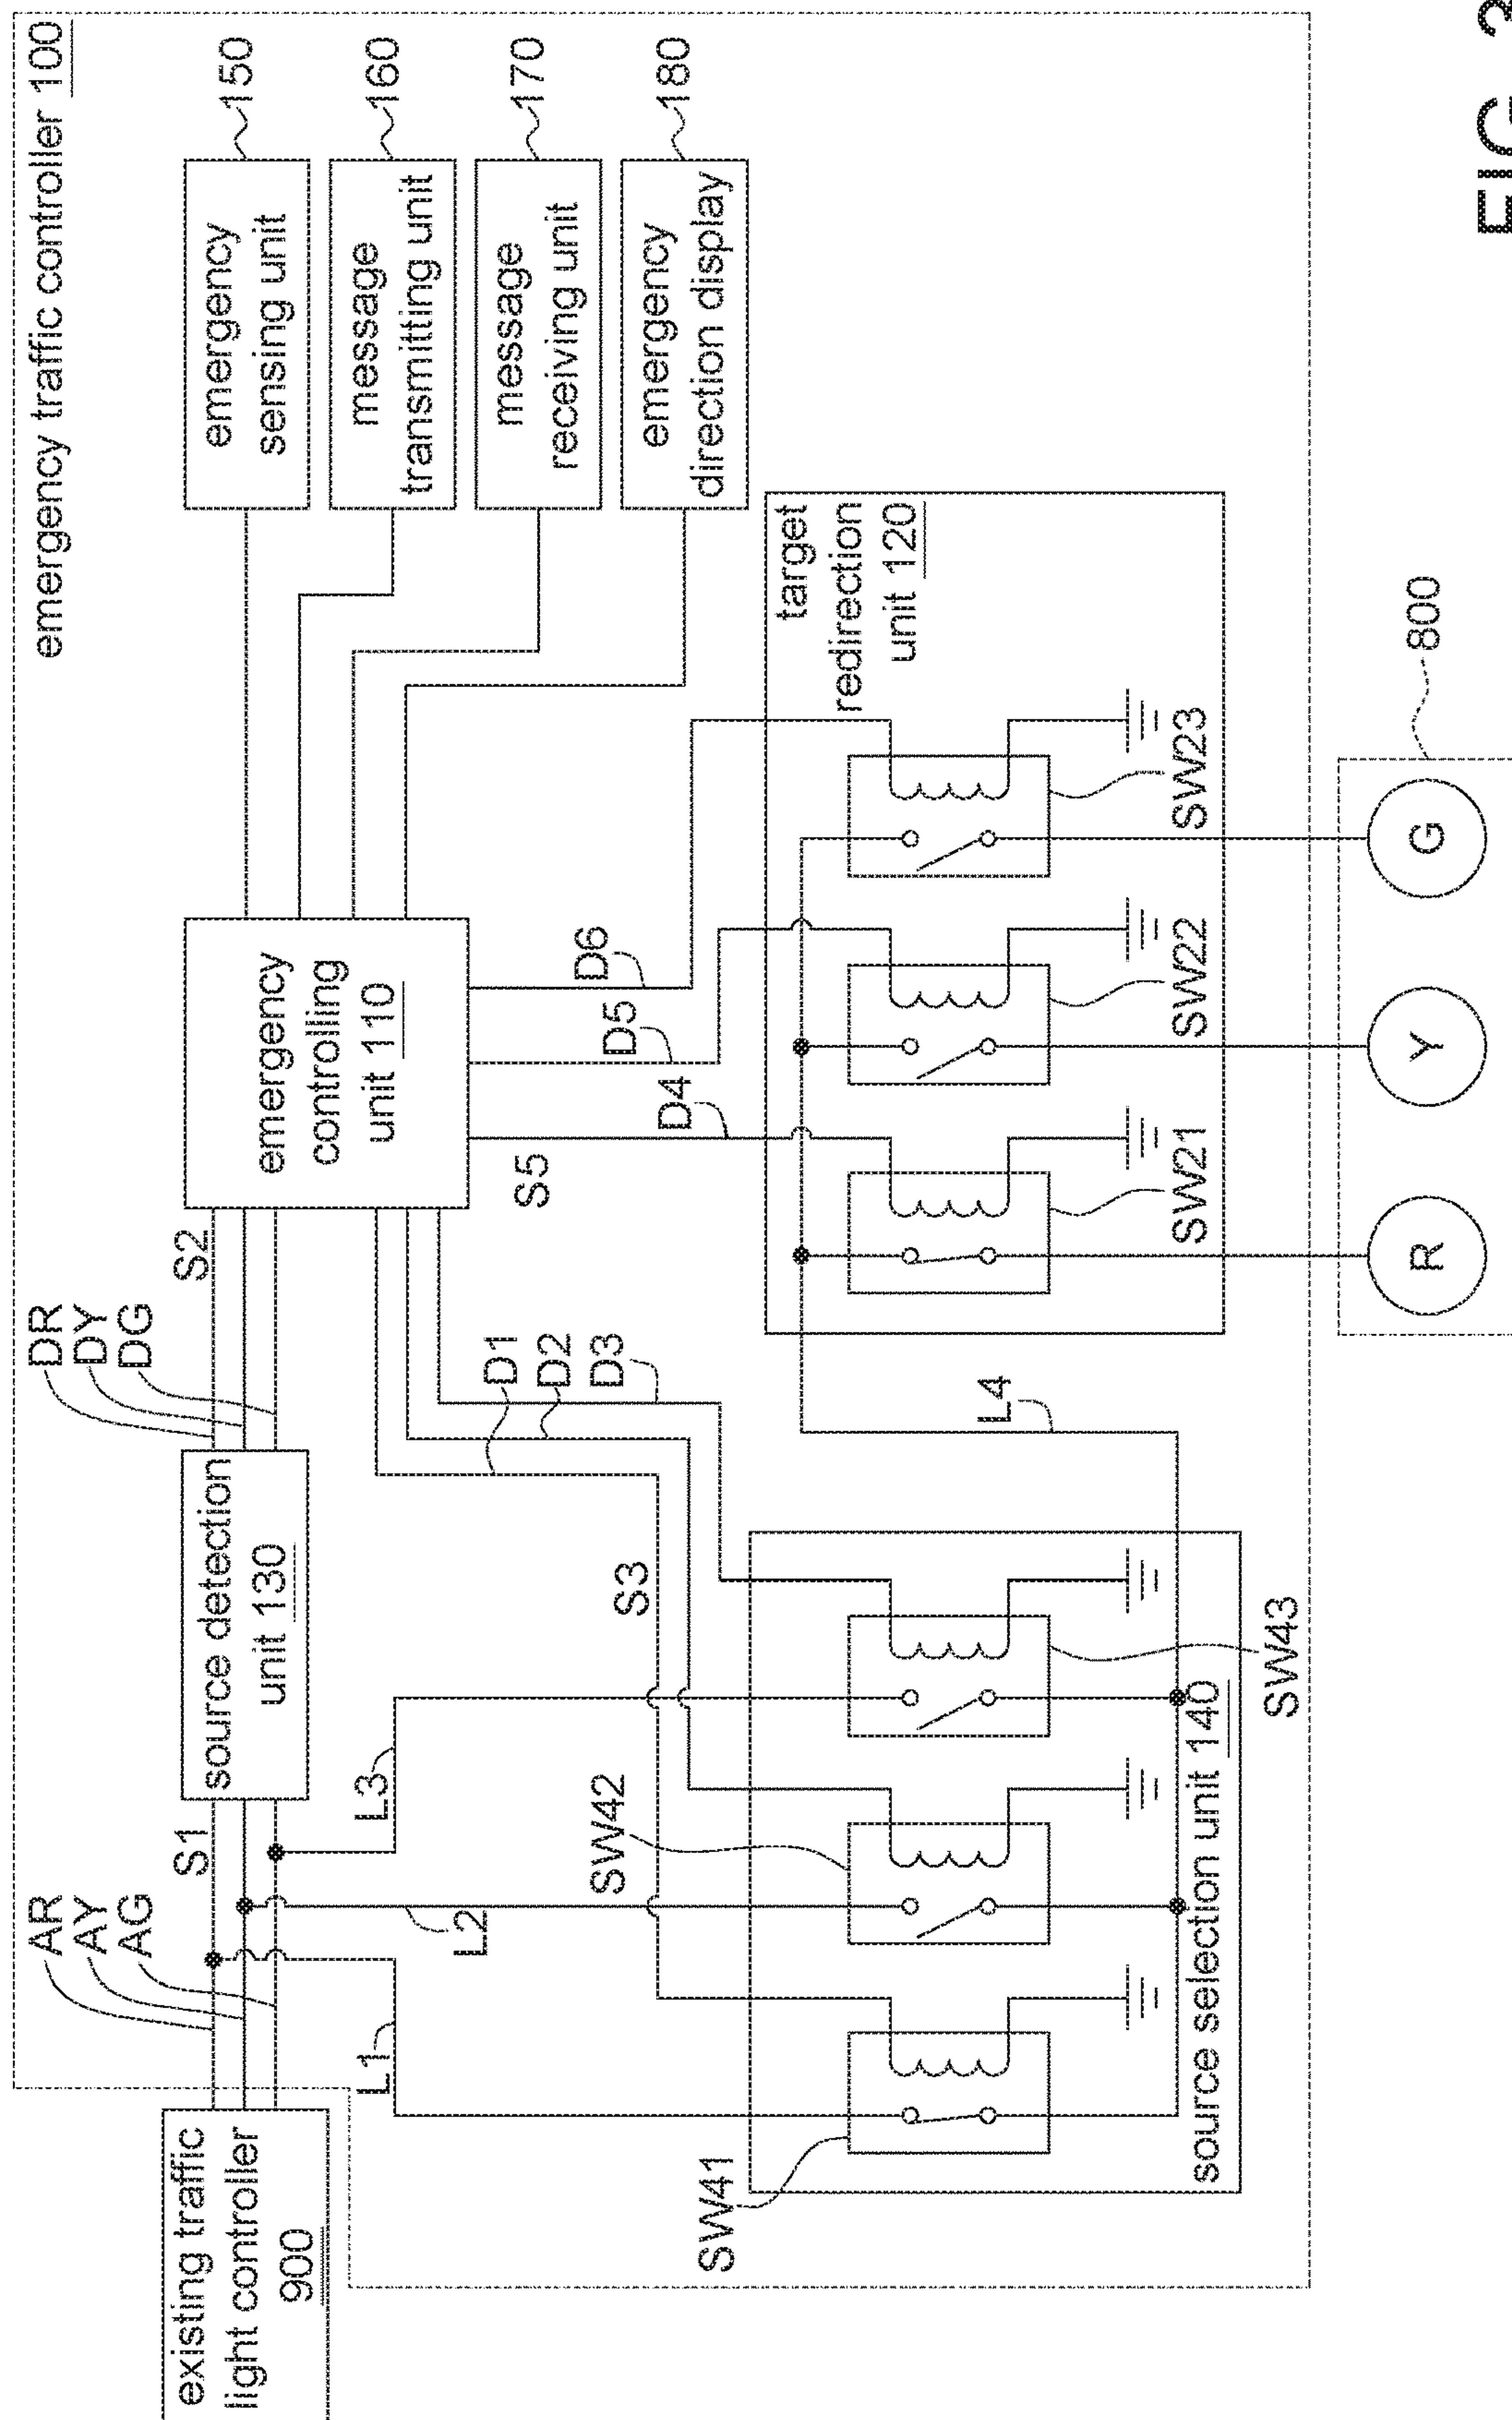 emergency traffic controller 100
existing traffic
light controller
900
AR
AY
AG
S1
source detection
unit 130
DR
DY
DG
S2
emergency
controlling
unit 110
emergency
sensing unit
150
message
transmitting unit
160
message
receiving unit
170
emergency
direction display
180
L1
L2
L3
D1
D2
D3
S3
S5
D4
D5
D6
SW41
SW42
SW43
source selection unit 140
L4
target
redirection
unit 120
SW21
SW22
SW23
R
Y
G
800
FIG. 3